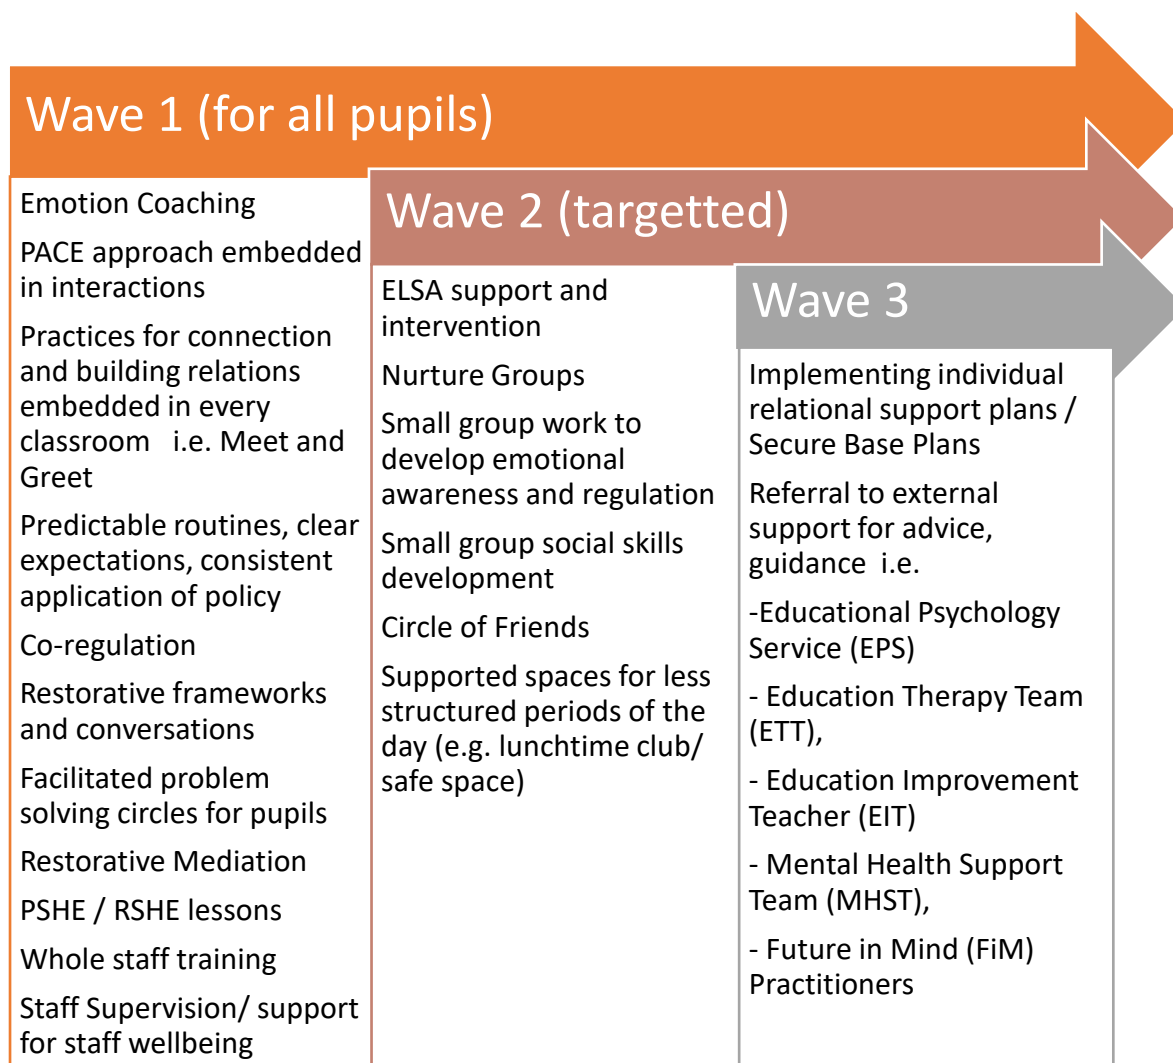 Wave 1 (for all pupils)
Emotion Coaching
PACE approach embedded
in interactions
Practices for connection
and building relations
embedded in every
classroom   i.e. Meet and
Greet
Predictable routines, clear
expectations, consistent
application of policy
Co-regulation
Restorative frameworks
and conversations
Facilitated problem
solving circles for pupils
Restorative Mediation
PSHE / RSHE lessons
Whole staff training
Staff Supervision/ support
for staff wellbeing
Wave 2 (targetted)
ELSA support and
intervention
Nurture Groups
Small group work to
develop emotional
awareness and regulation
Small group social skills
development
Circle of Friends
Supported spaces for less
structured periods of the
day (e.g. lunchtime club/
safe space)
Wave 3
Implementing individual
relational support plans /
Secure Base Plans
Referral to external
support for advice,
guidance  i.e.
-Educational Psychology
Service (EPS)
- Education Therapy Team
(ETT),
- Education Improvement
Teacher (EIT)
- Mental Health Support
Team (MHST),
- Future in Mind (FiM)
Practitioners